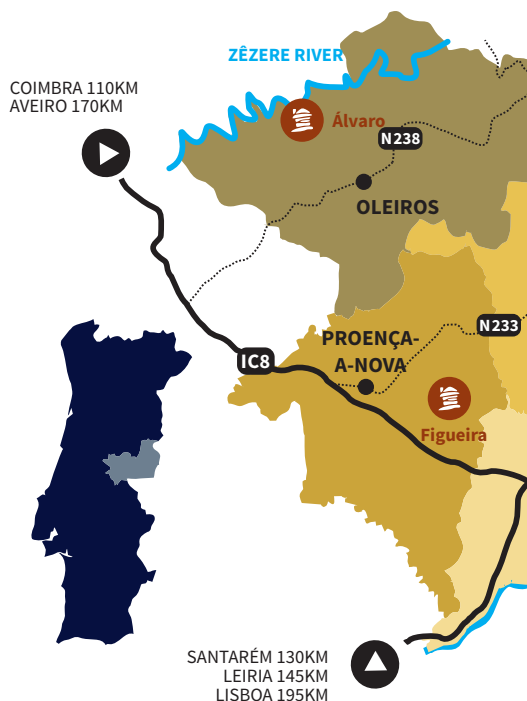 ZÊZERE RIVER
COIMBRA 110KM
AVEIRO 170KM
Álvaro
N238
OLEIROS
N233
PROENÇA-
A-NOVA
IC8
Figueira
SANTARÉM 130KM
LEIRIA 145KM
LISBOA 195KM